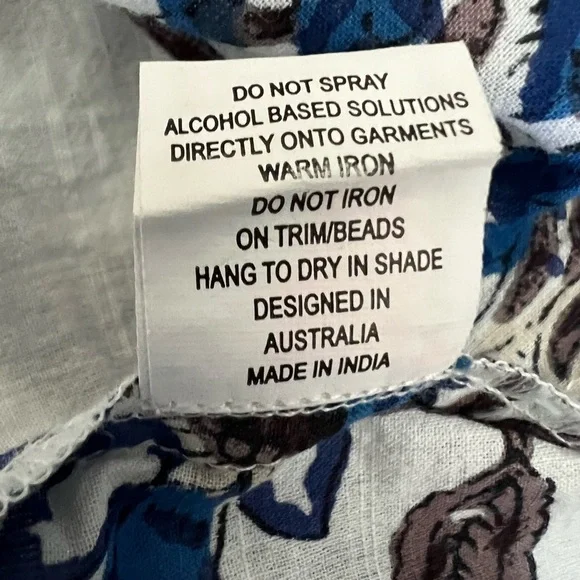 DO NOT SPRAY
ALCOHOL BASED SOLUTIONS
DIRECTLY ONTO GARMENTS
WARM IRON
DO NOT IRON
ON TRIM/BEADS
HANG TO DRY IN SHADE
DESIGNED IN
AUSTRALIA
MADE IN INDIA